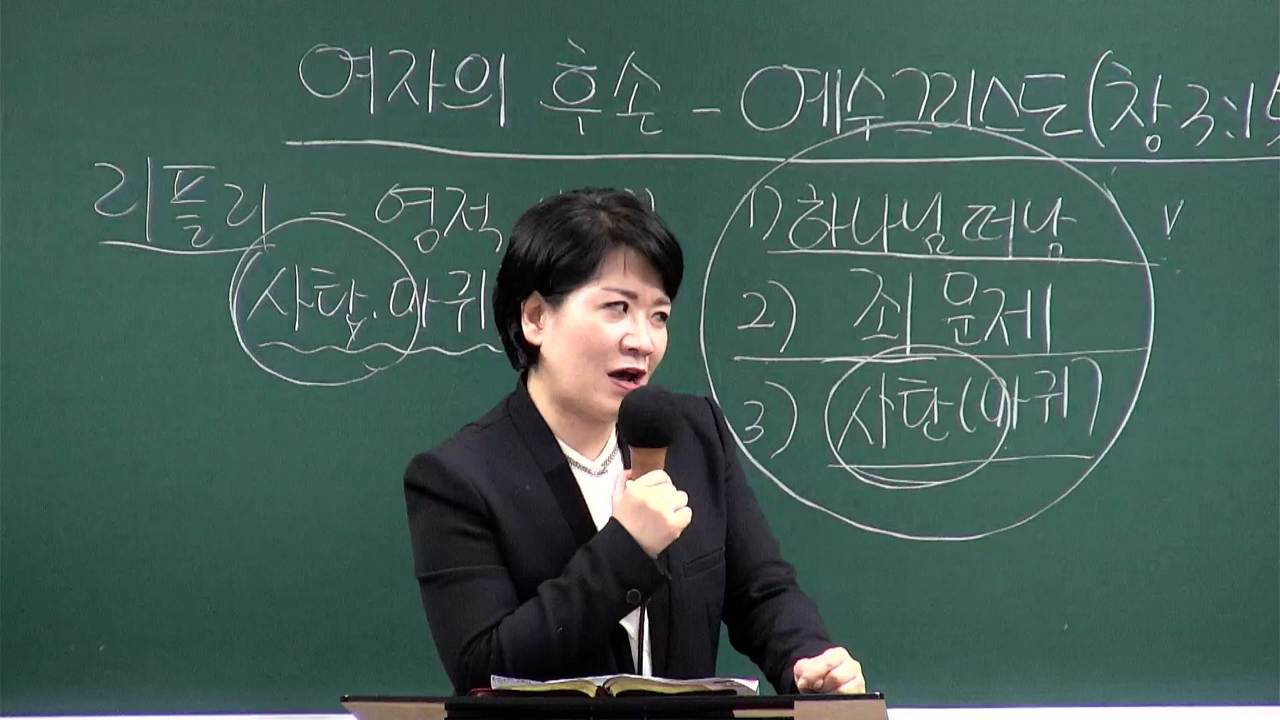 여자의 후손 - 예수그리스도(창 3:15
리플리 - 영적
사탄.마귀
1) 하나님 떠남 V
2) 죄 문제
3) 사탄(마귀)